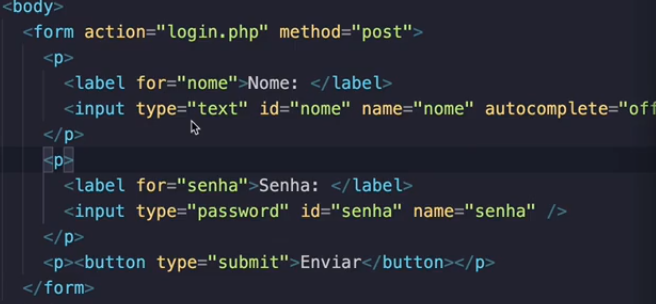 <body>
<form action="login.php" method="post">
<p>
<label for="nome">Nome: </label>
<input type="text" id="nome" name="nome" autocomplete="off
</p>
<p>
<label for="senha">Senha: </label>
<input type="password" id="senha" name="senha" />
</p>
<p><button type="submit">Enviar</button></p>
</form>